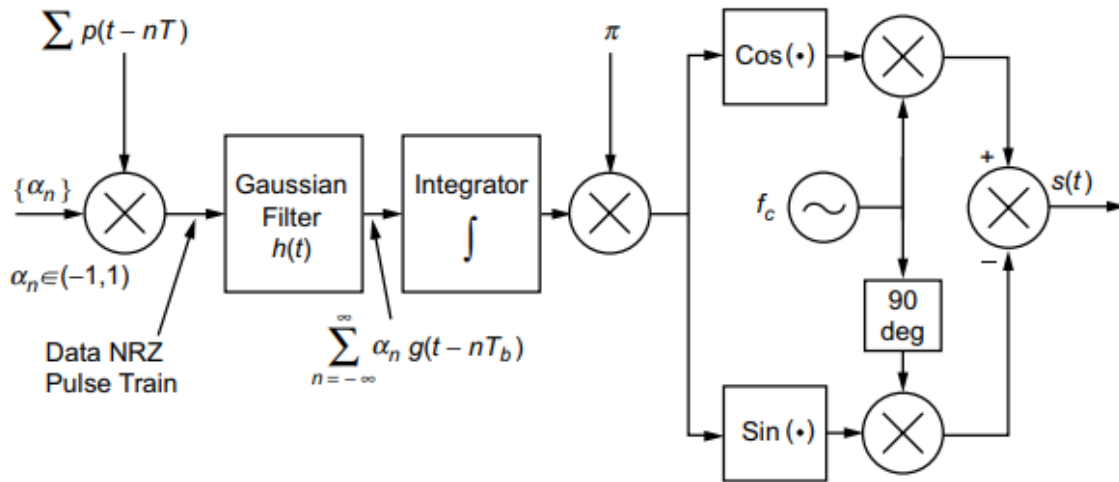 ∑ p(t − nT)
{αn}
αn∈(−1,1)
Data NRZ
Pulse Train
Gaussian
Filter
h(t)
∞
∑ αn g(t − nTb)
n = − ∞
Integrator
∫
π
Cos (•)
fc
90
deg
Sin (•)
+
−
s(t)